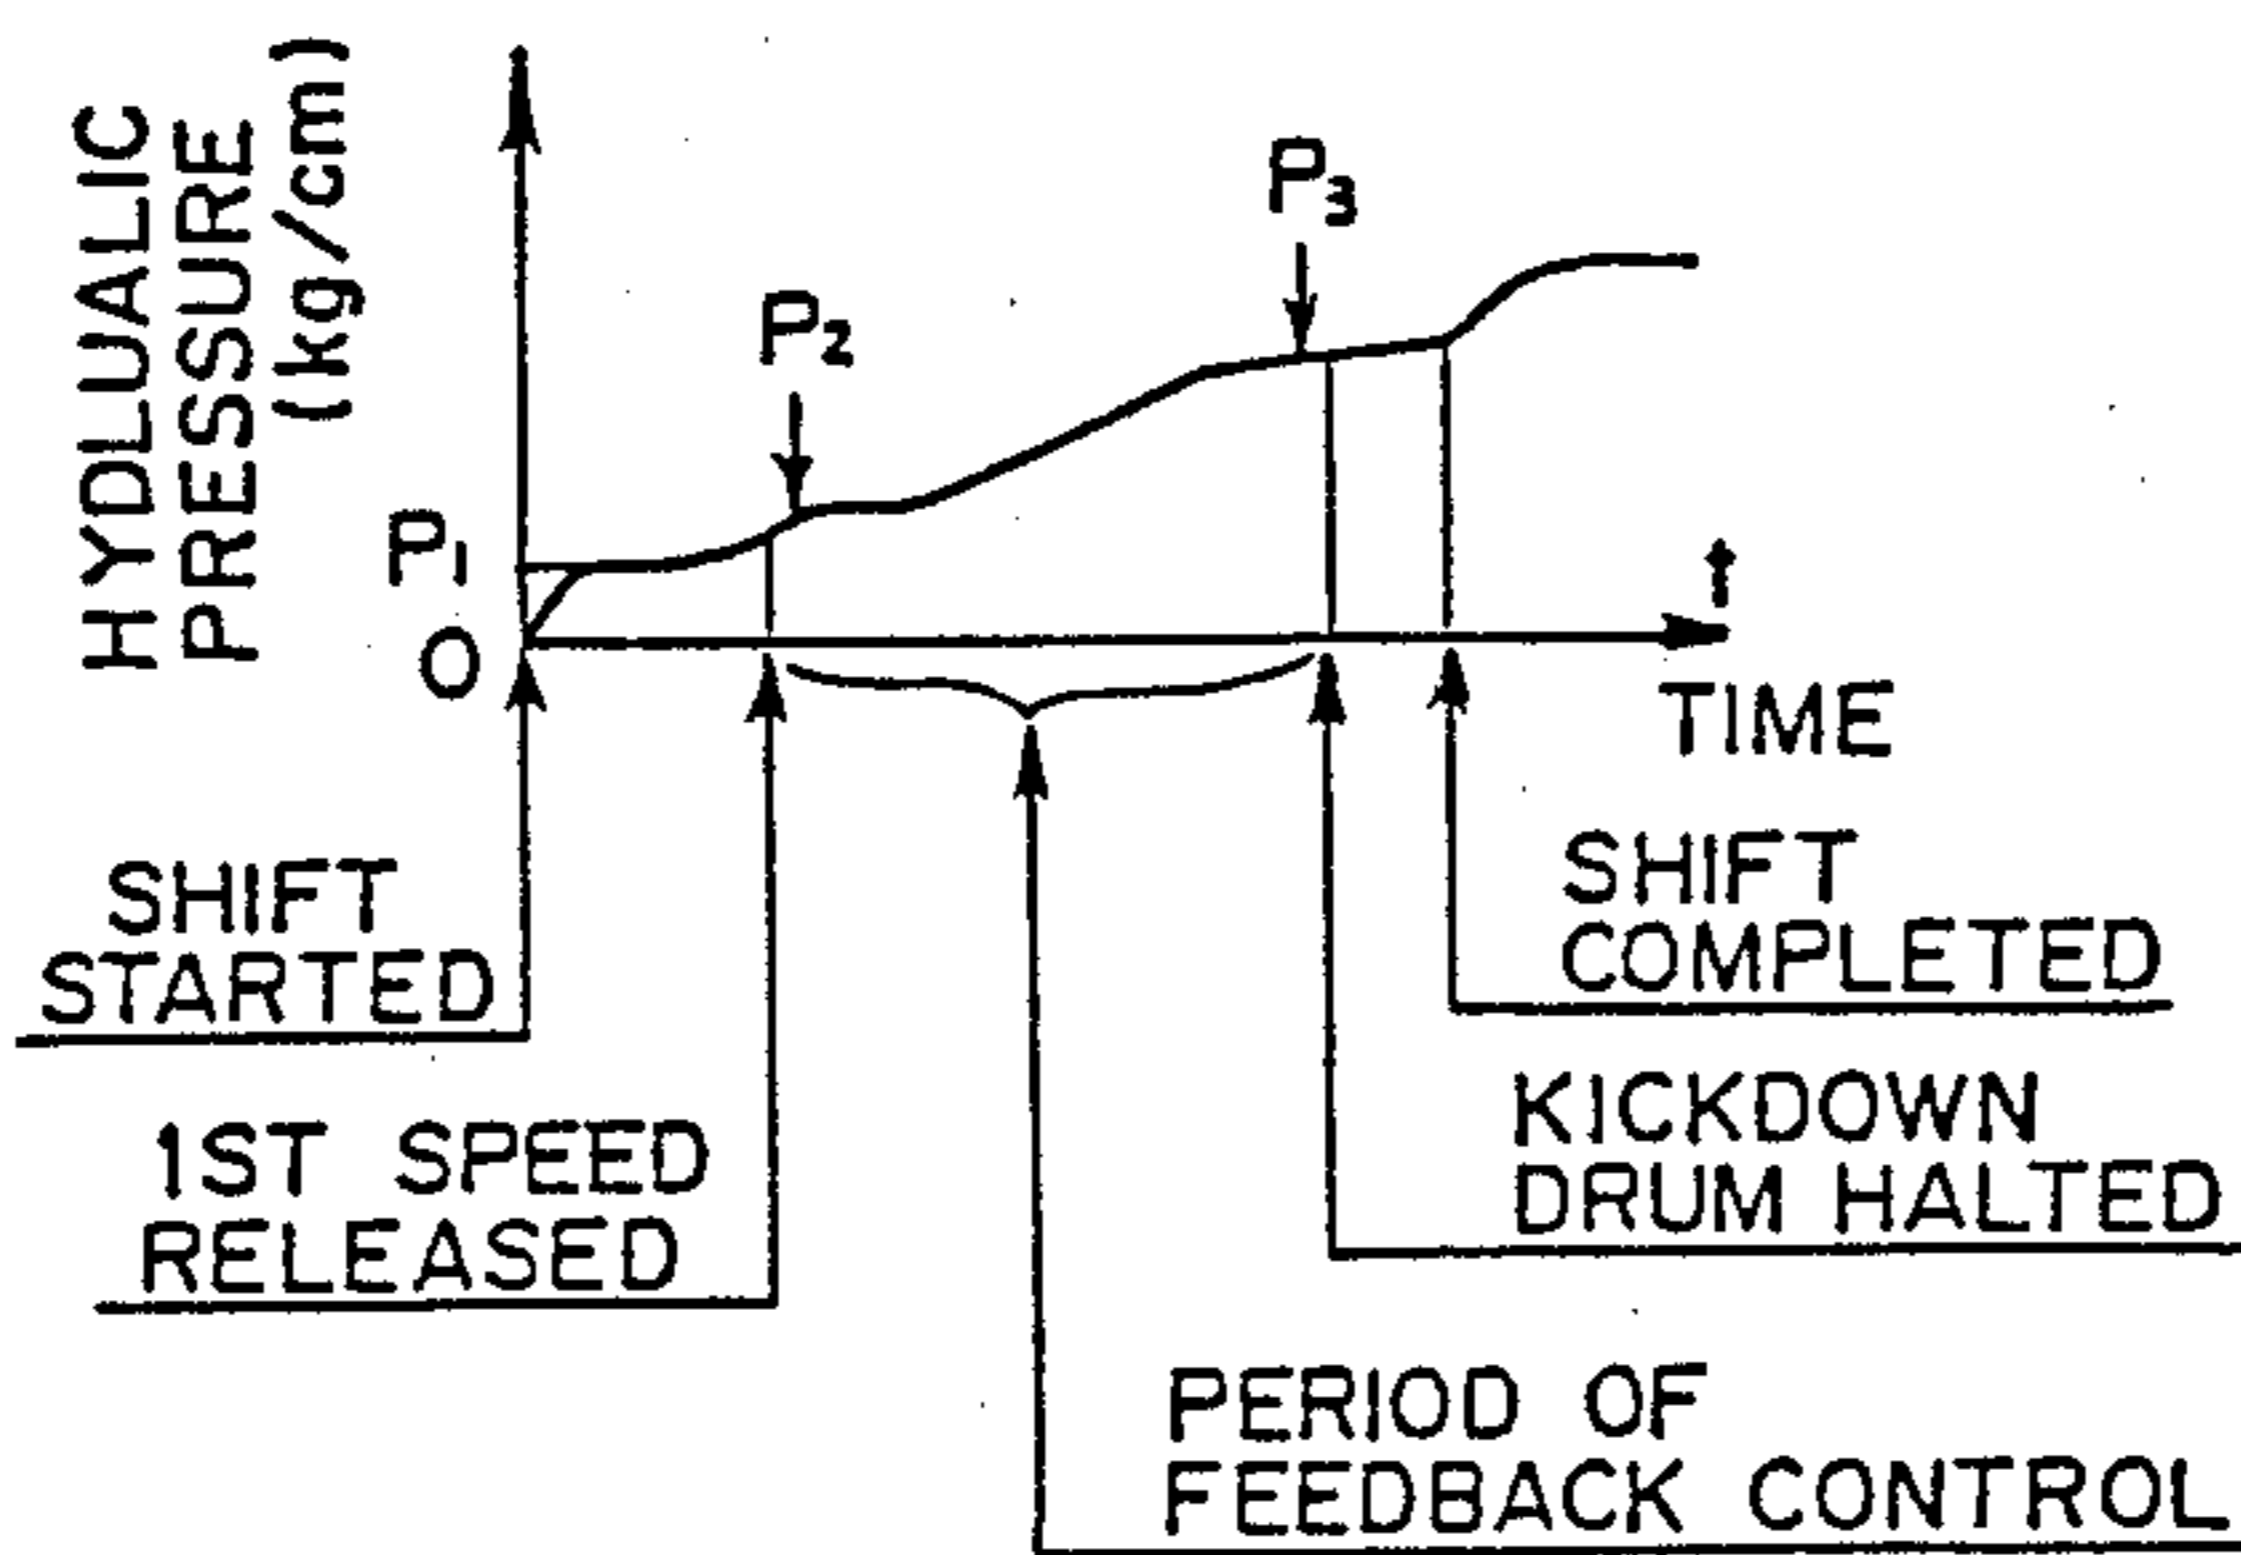 HYDLUALIC
PRESSURE
(kg/cm)
P3
P2
P1
O
t
TIME
SHIFT
STARTED
SHIFT
COMPLETED
1ST SPEED
RELEASED
KICKDOWN
DRUM HALTED
PERIOD OF
FEEDBACK CONTROL